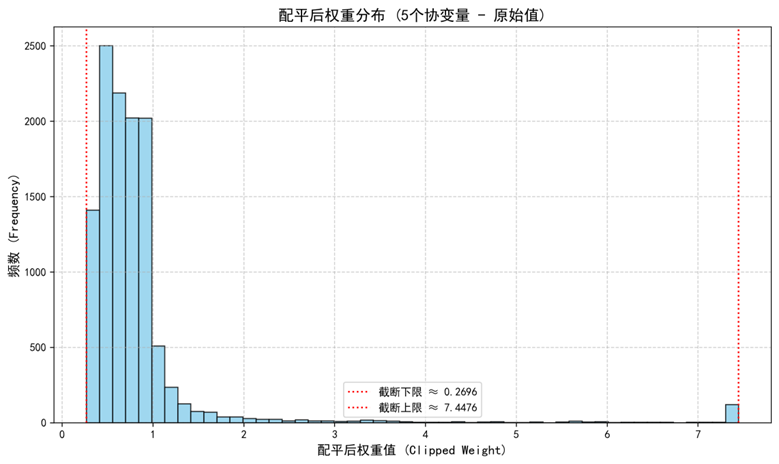 配平后权重分布 (5个协变量 - 原始值)
频数 (Frequency)
2500
2000
1500
1000
500
0
截断下限 ≈ 0.2696
截断上限 ≈ 7.4476
0 1 2 3 4 5 6 7
配平后权重值 (Clipped Weight)